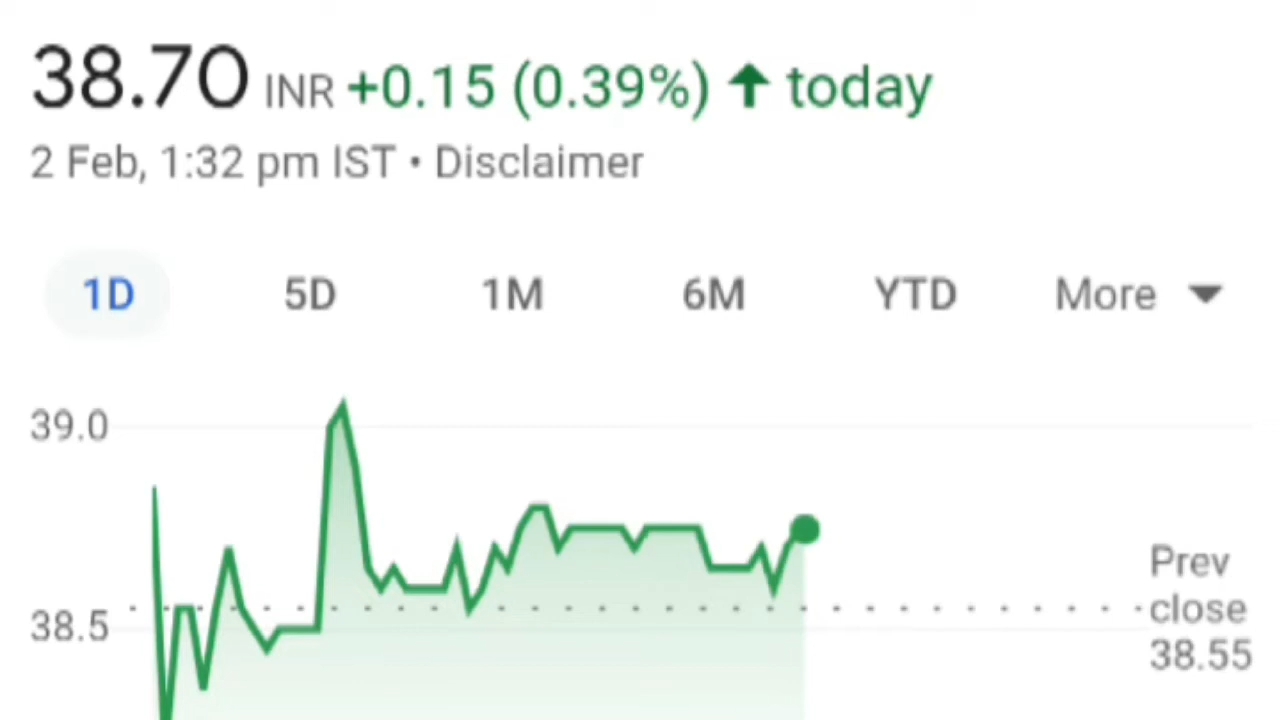 38.70 INR +0.15 (0.39%) ↑ today
2 Feb, 1:32 pm IST • Disclaimer
1D 5D 1M 6M YTD More
39.0
38.5
Prev
close
38.55